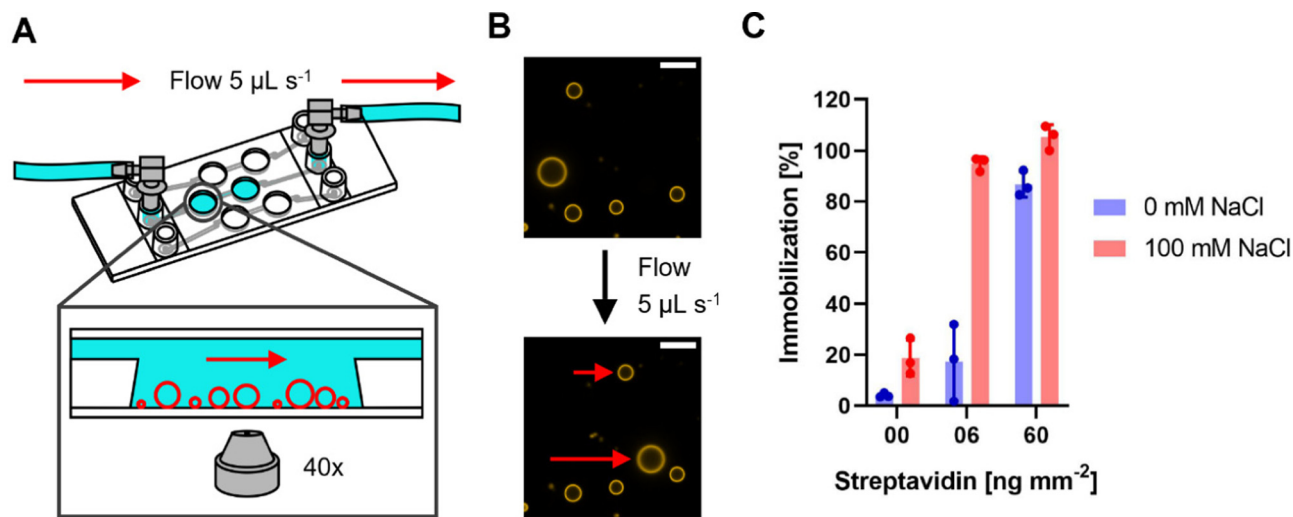 A
Flow 5 µL s⁻¹
40x
B
Flow
5 µL s⁻¹
C
Immobilization [%]
120
100
80
60
40
20
0
00 06 60
Streptavidin [ng mm⁻²]
0 mM NaCl
100 mM NaCl